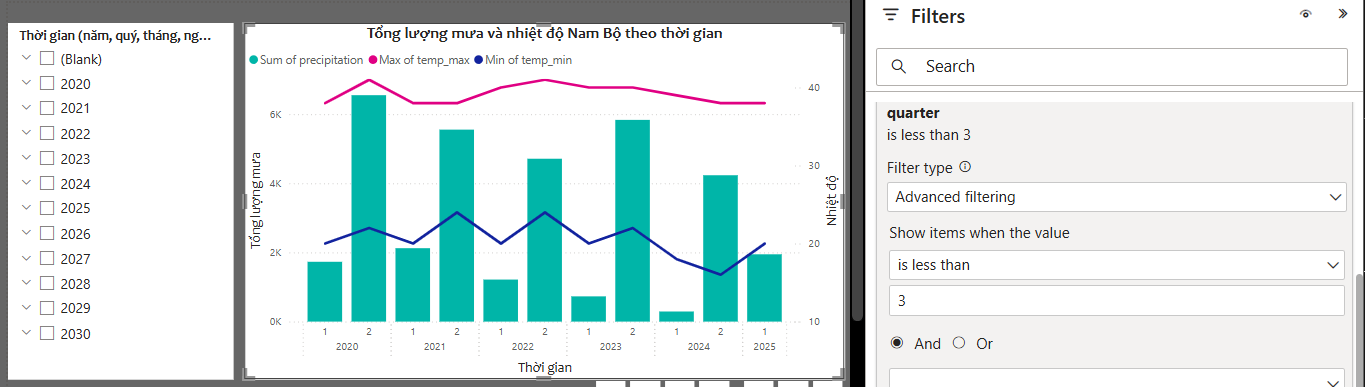 Thời gian (năm, quý, tháng, ng...
(Blank)
2020
2021
2022
2023
2024
2025
2026
2027
2028
2029
2030
Tổng lượng mưa và nhiệt độ Nam Bộ theo thời gian
Sum of precipitation Max of temp_max Min of temp_min
Tổng lượng mưa
6K
4K
2K
0K
40
30
20
10
Nhiệt độ
1 2 1 2 1 2 1 2 1 2 1
2020 2021 2022 2023 2024 2025
Thời gian
Filters
Search
quarter
is less than 3
Filter type
Advanced filtering
Show items when the value
is less than
3
And Or